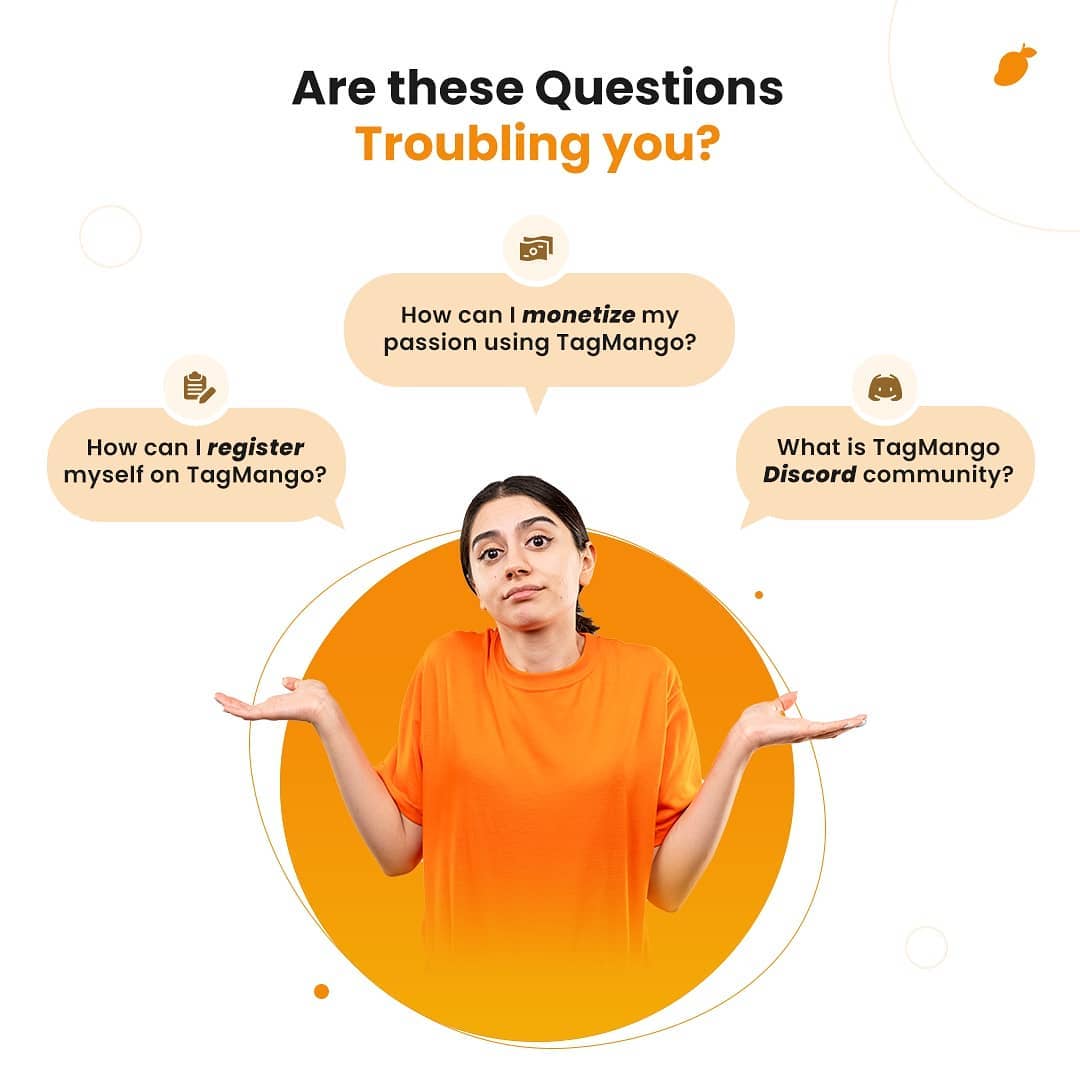 Are these Questions
Troubling you?
How can I monetize my
passion using TagMango?
How can I register
myself on TagMango?
What is TagMango
Discord community?